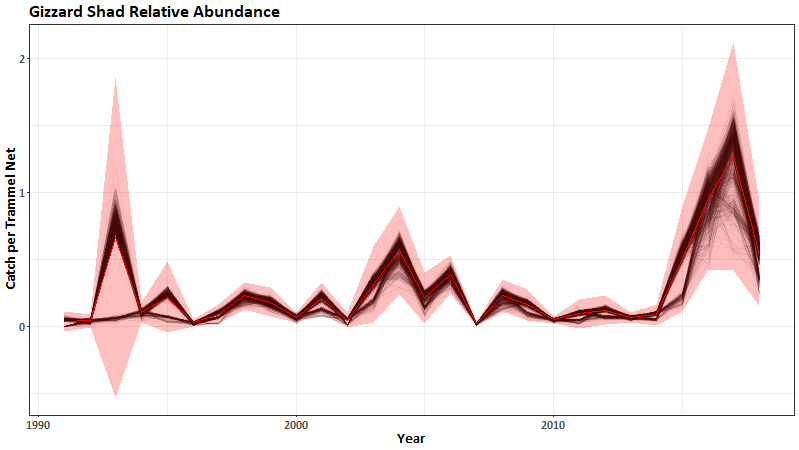 Gizzard Shad Relative Abundance
Catch per Trammel Net
2
1
0
1990
2000
2010
Year